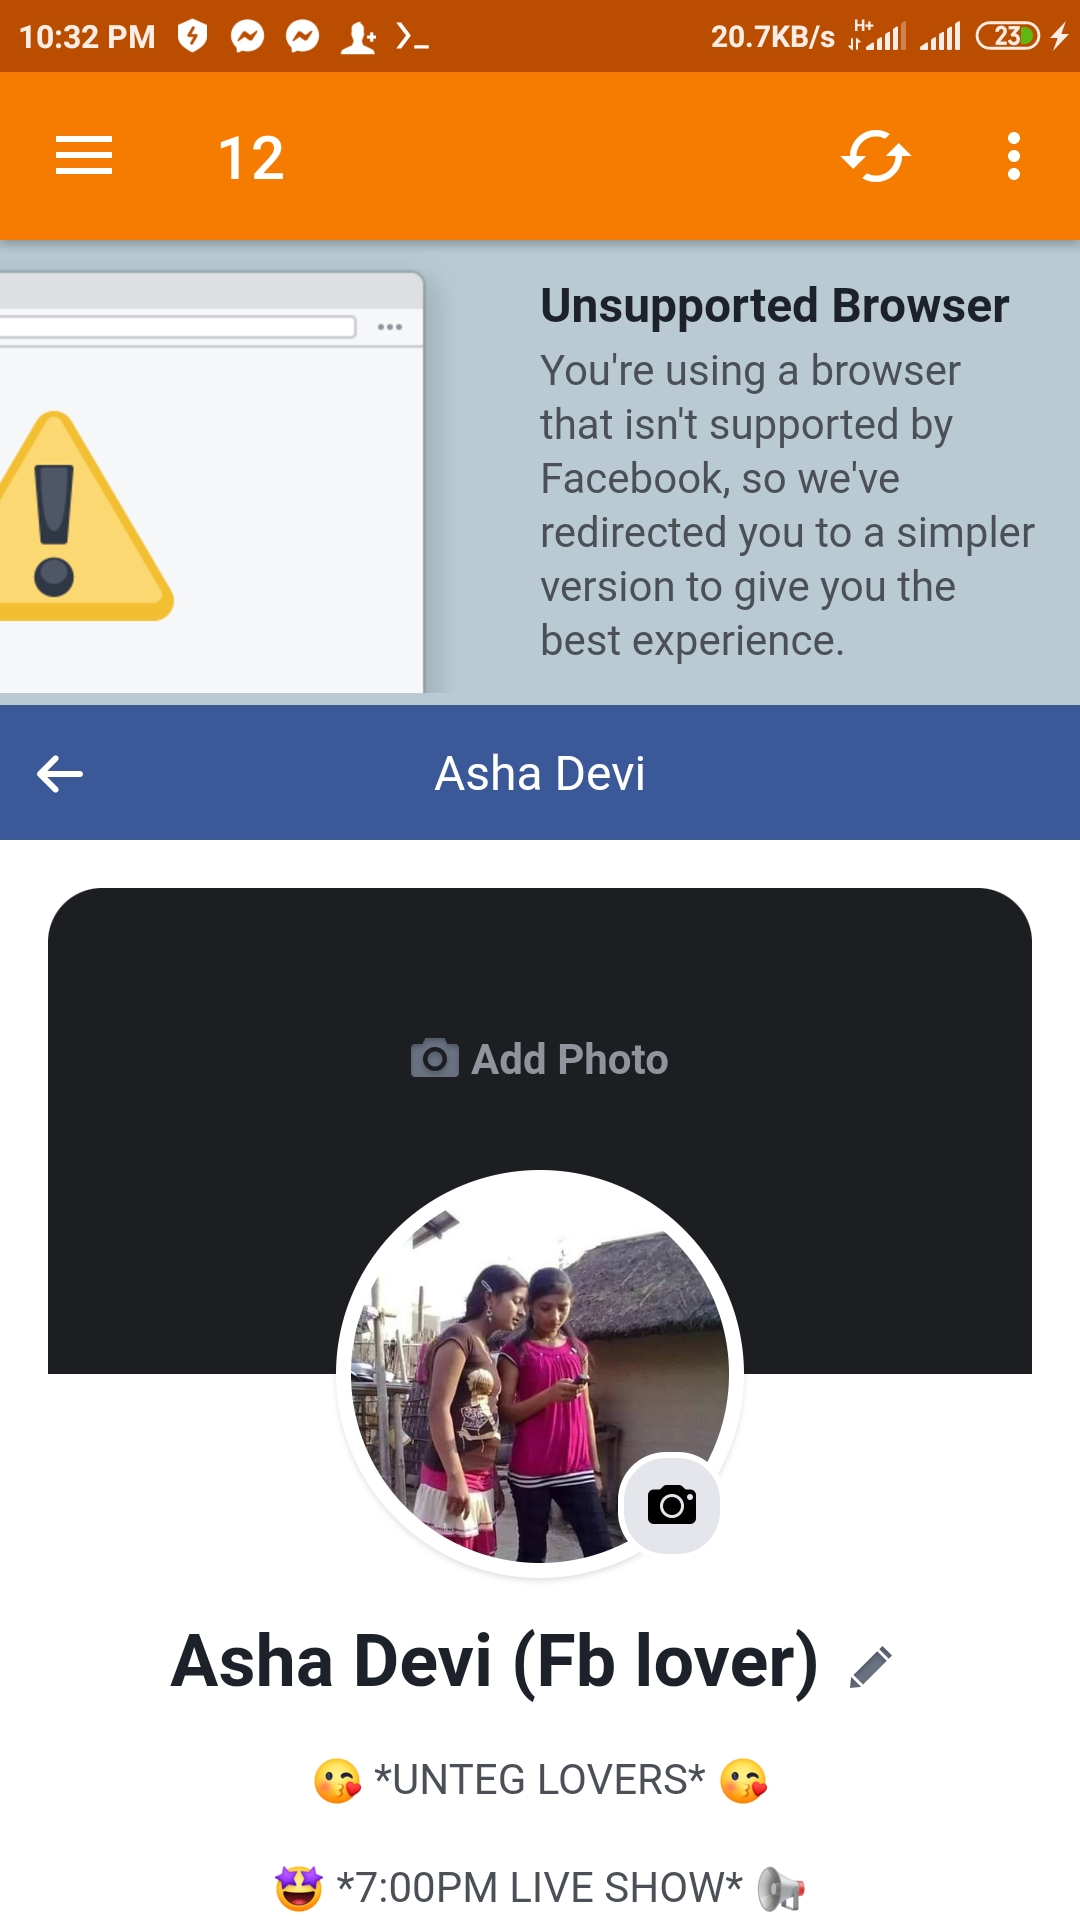 10:32 PM
20.7KB/s
H+
23
12
Unsupported Browser
You're using a browser
that isn't supported by
Facebook, so we've
redirected you to a simpler
version to give you the
best experience.
Asha Devi
Add Photo
Asha Devi (Fb lover)
😘 *UNTEG LOVERS* 😘
🤩 *7:00PM LIVE SHOW* 📢